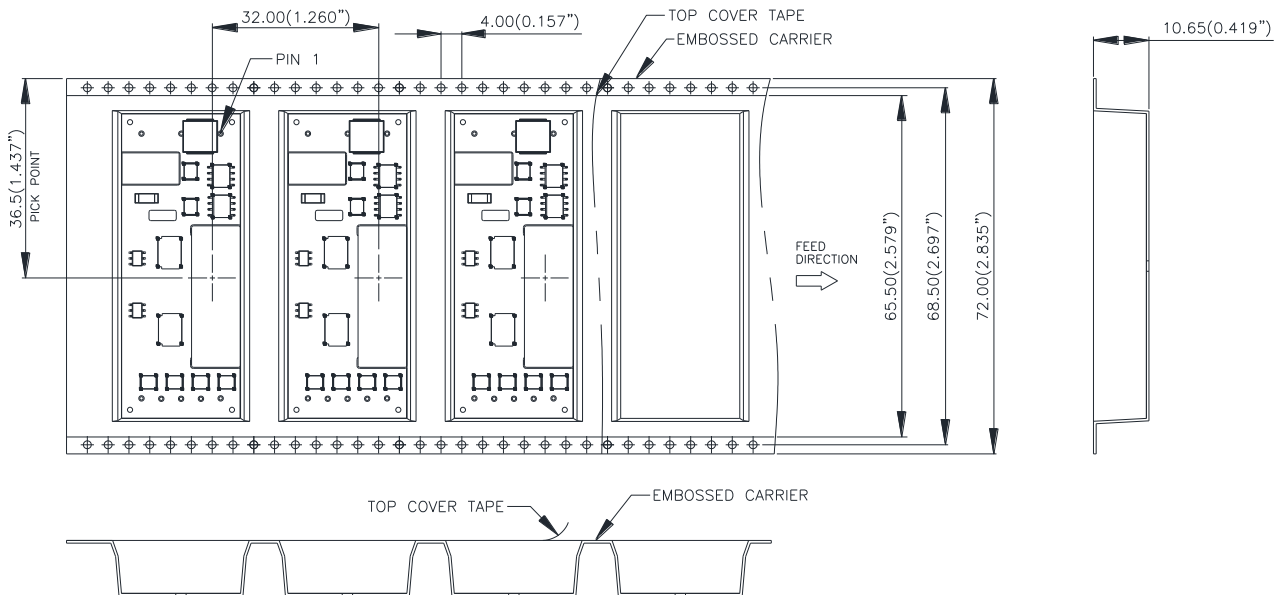 32.00(1.260”)
4.00(0.157”)
TOP COVER TAPE
EMBOSSED CARRIER
10.65(0.419”)
PIN 1
36.5(1.437”)
PICK POINT
FEED
DIRECTION
65.50(2.579”)
68.50(2.697”)
72.00(2.835”)
TOP COVER TAPE
EMBOSSED CARRIER